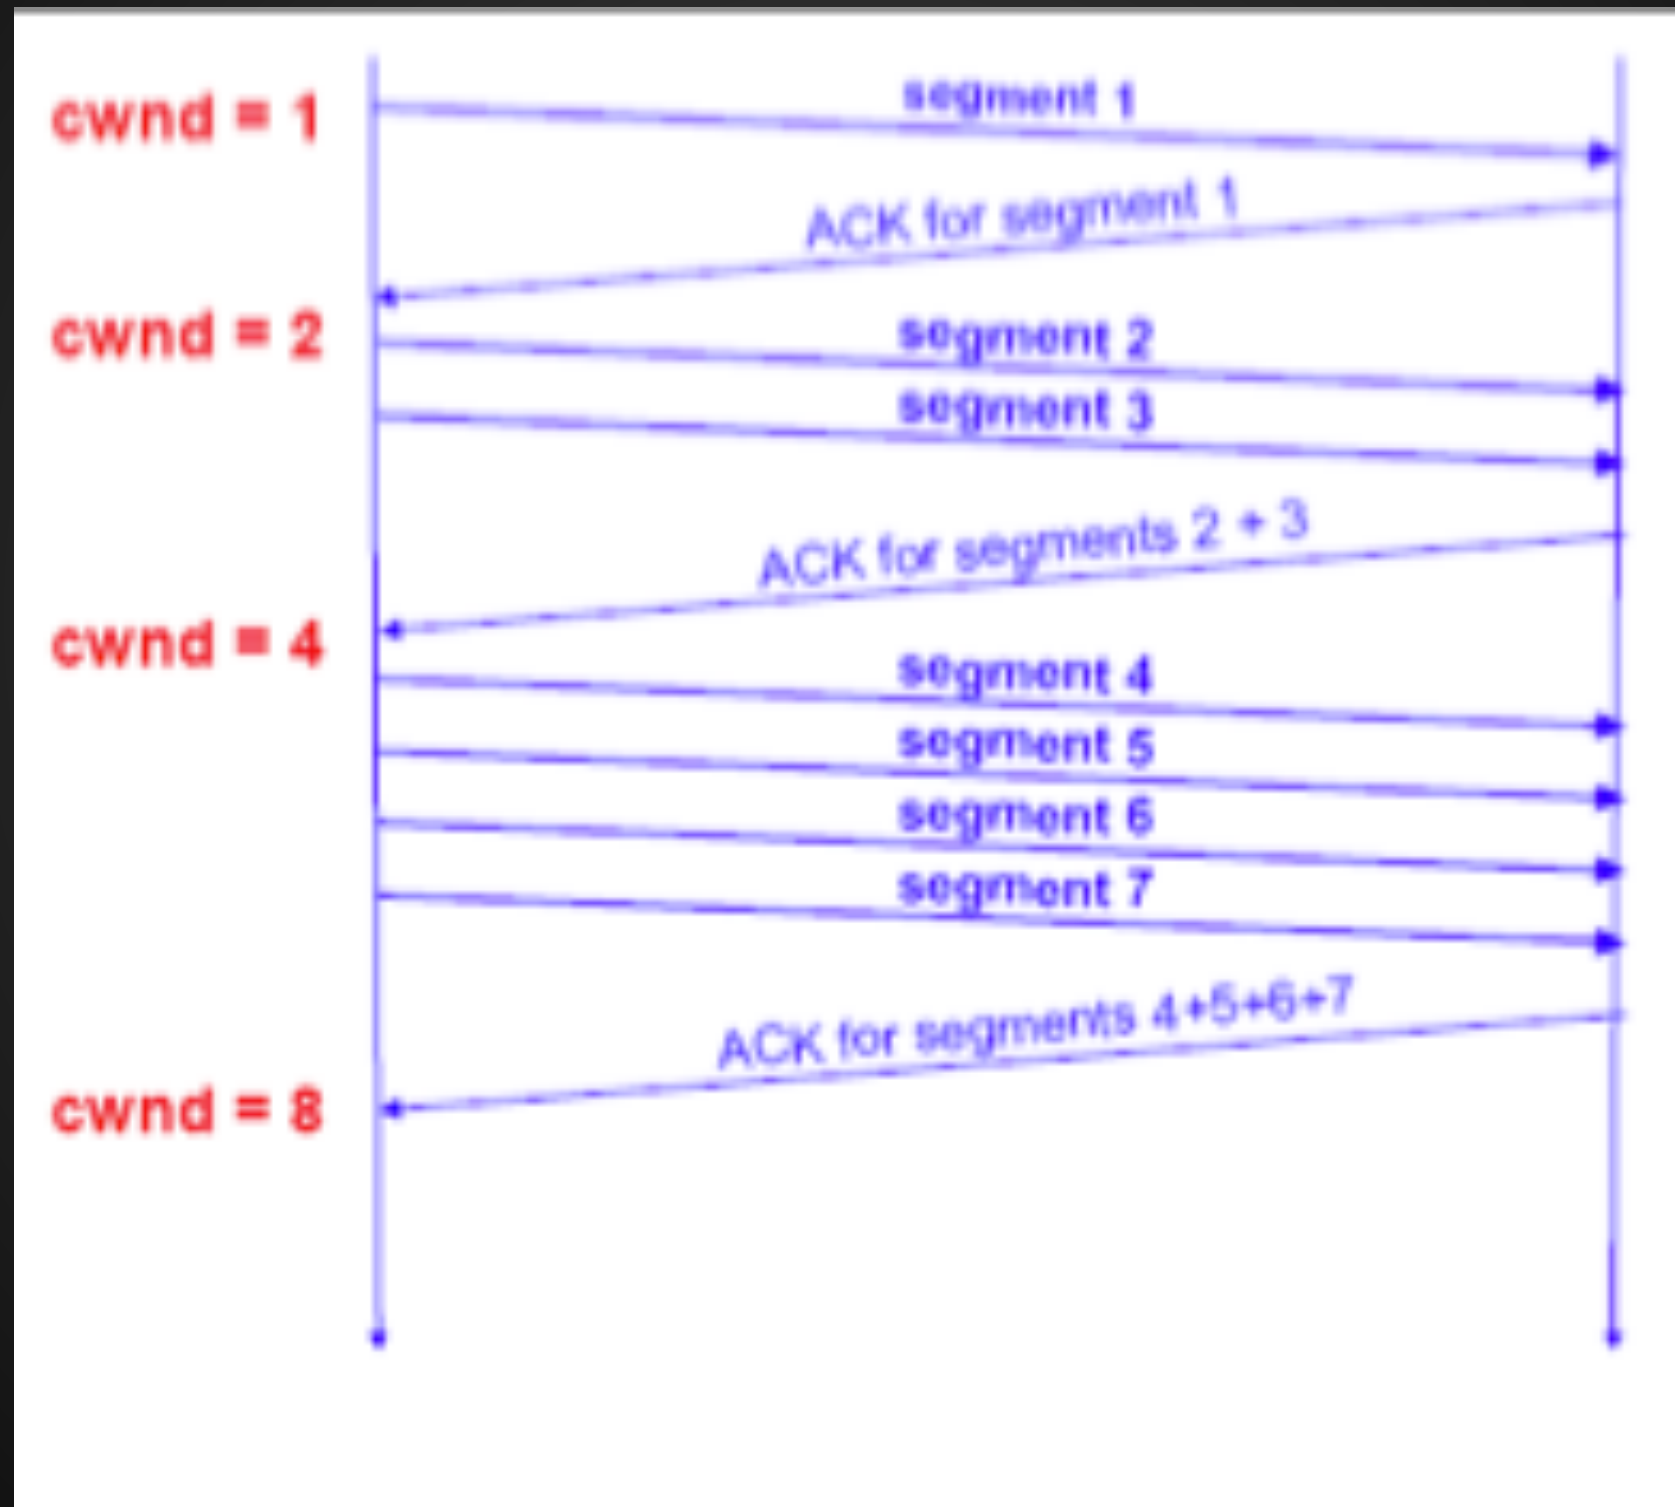 cwnd = 1
segment 1
ACK for segment 1
cwnd = 2
segment 2
segment 3
ACK for segments 2 + 3
cwnd = 4
segment 4
segment 5
segment 6
segment 7
ACK for segments 4+5+6+7
cwnd = 8